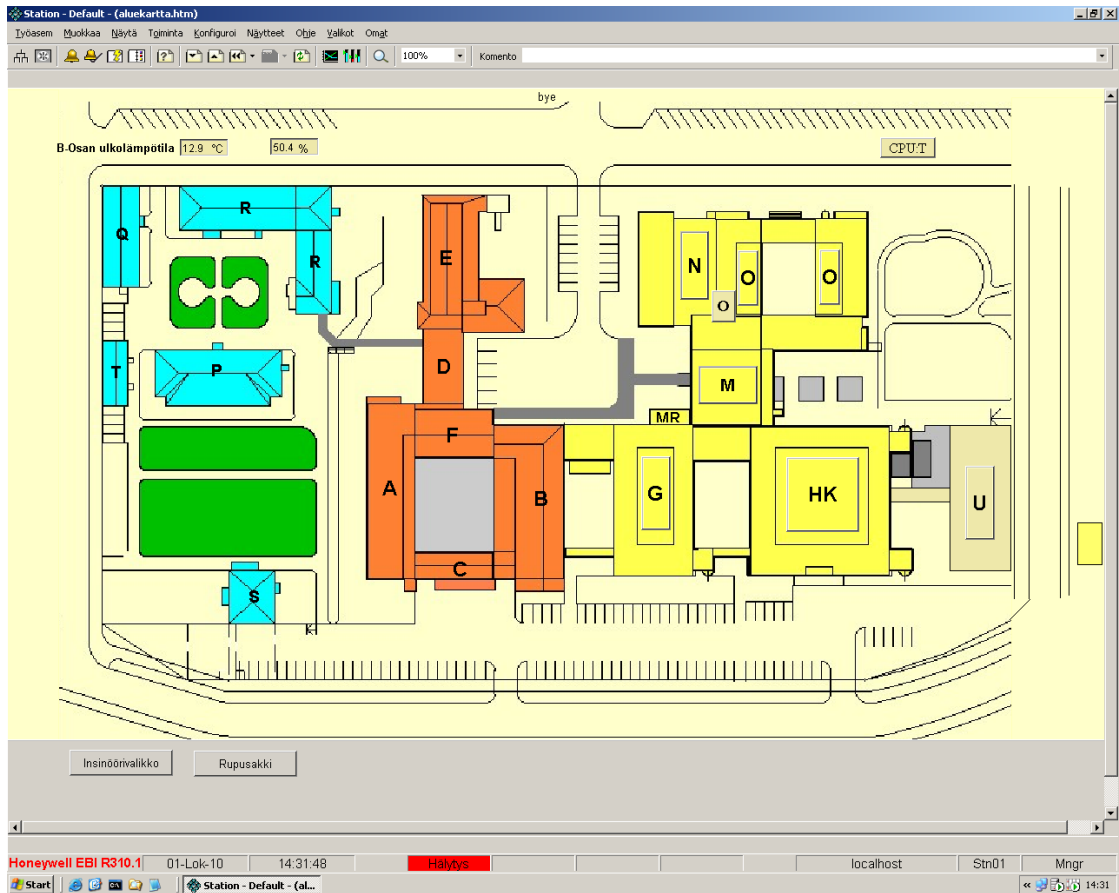 Station - Default - (aluekartta.htm)
Työasem Muokkaa Näytä Toiminta Konfiguroi Näytteet Ohje Valikot Omat
100% Komento
bye
B-Osan ulkolämpötila 12.9 °C 50.4 % CPU:T
R
Q
R
E
N
O
O
O
T
P
D
M
MR
F
A
B
G
HK
U
C
S
Insinöörivalikko Rupusakki
Honeywell EBI R310.1 01-Lok-10 14:31:48 Hälytys localhost Stn01 Mngr
Start Station - Default - (al... 14:31